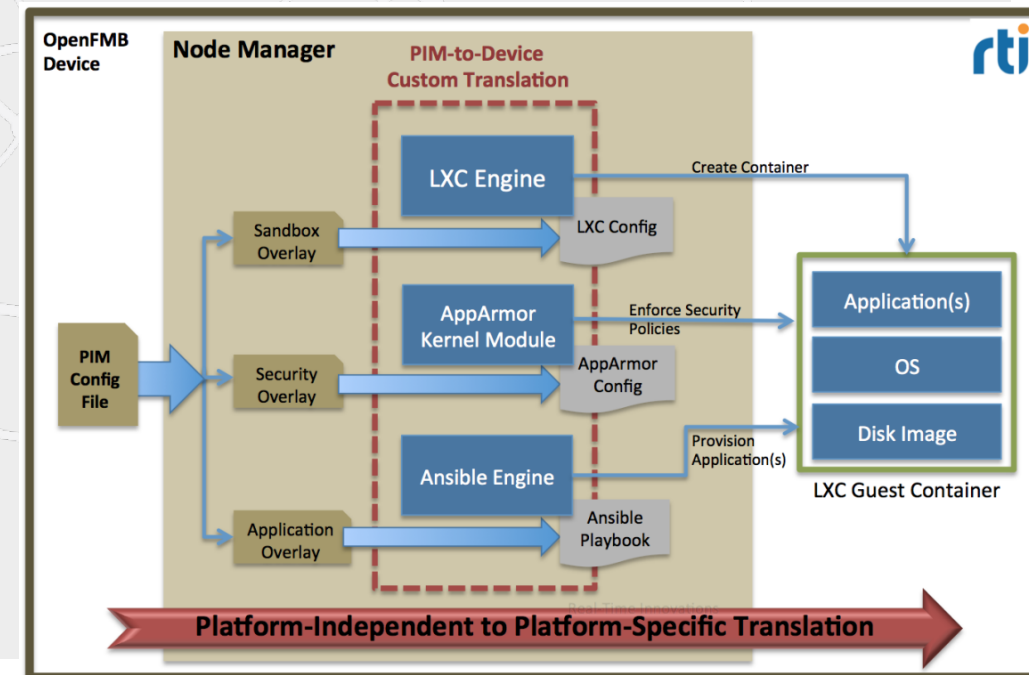 OpenFMB
Device
Node Manager
PIM-to-Device
Custom Translation
rti
LXC Engine
Create Container
Sandbox
Overlay
LXC Config
Application(s)
AppArmor
Kernel Module
Enforce Security
Policies
OS
PIM
Config
File
Security
Overlay
AppArmor
Config
Disk Image
Provision
Application(s)
Ansible Engine
LXC Guest Container
Application
Overlay
Ansible
Playbook
Real-Time Innovations
Platform-Independent to Platform-Specific Translation